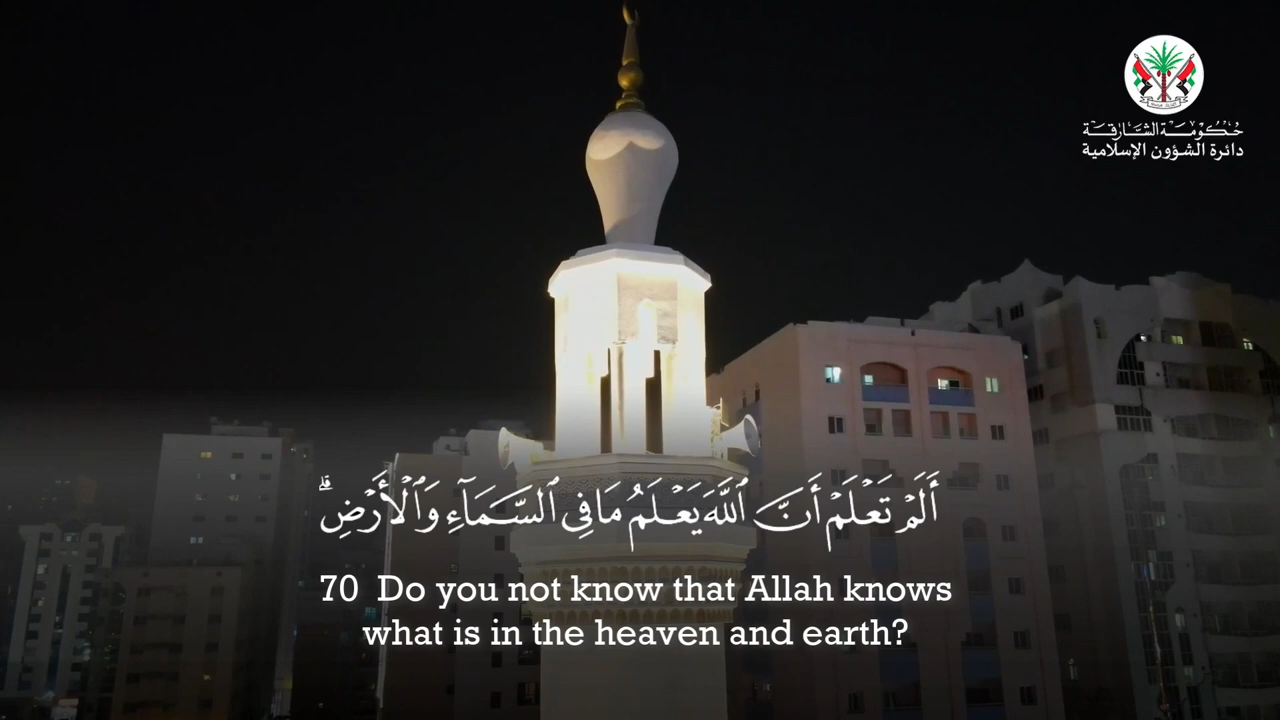 حكومة الشارقة
دائرة الشؤون الإسلامية
أَلَمْ تَعْلَمْ أَنَّ ٱللَّهَ يَعْلَمُ مَا فِى ٱلسَّمَآءِ وَٱلْأَرْضِ ۗ
70 Do you not know that Allah knows
what is in the heaven and earth?